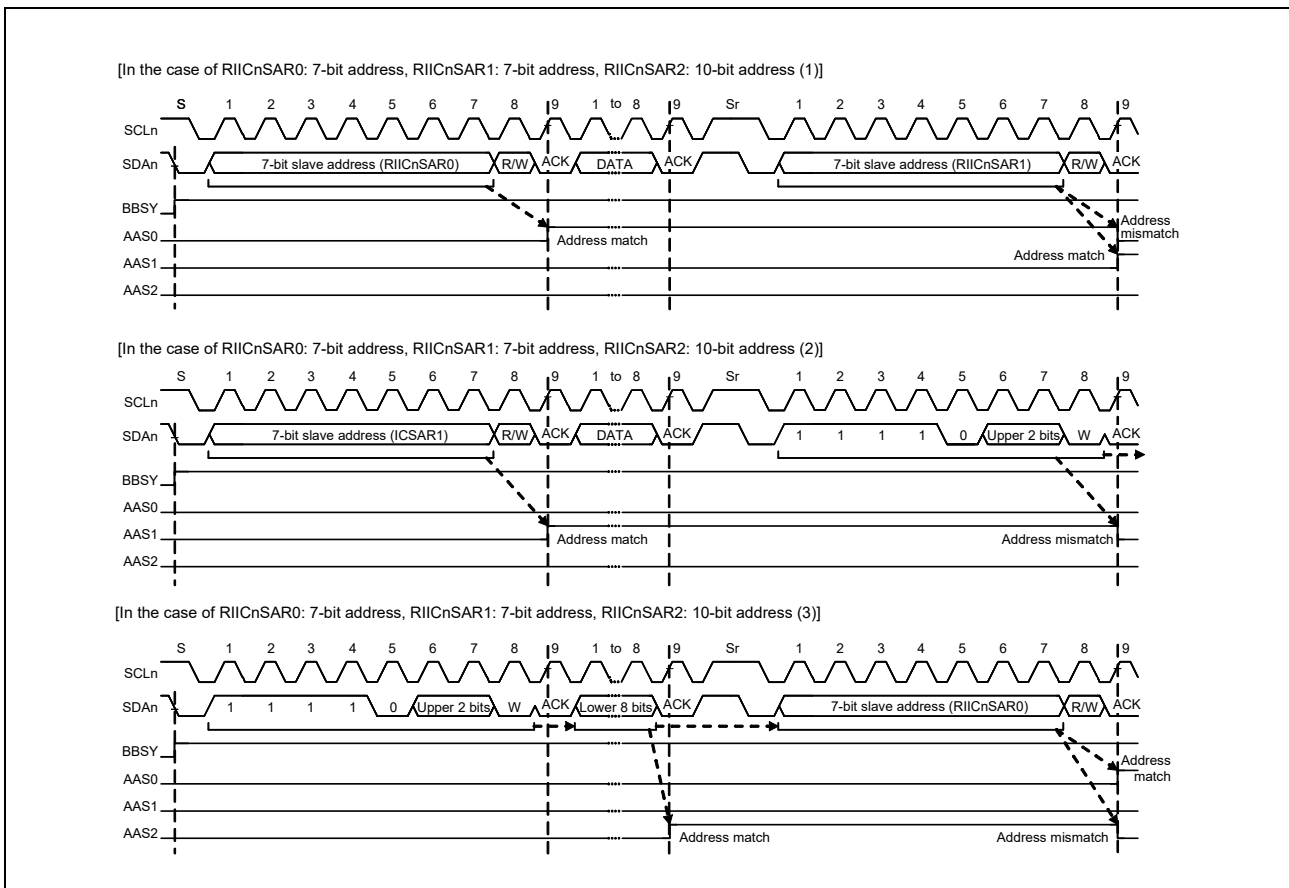 [In the case of RIICnSAR0: 7-bit address, RIICnSAR1: 7-bit address, RIICnSAR2: 10-bit address (1)]
S 1 2 3 4 5 6 7 8 9 1 to 8 9 Sr 1 2 3 4 5 6 7 8 9
SCLn
SDAn 7-bit slave address (RIICnSAR0) R/W ACK DATA ACK 7-bit slave address (RIICnSAR1) R/W ACK
BBSY
Address
mismatch
AAS0 Address match
Address match
AAS1
AAS2
[In the case of RIICnSAR0: 7-bit address, RIICnSAR1: 7-bit address, RIICnSAR2: 10-bit address (2)]
S 1 2 3 4 5 6 7 8 9 1 to 8 9 Sr 1 2 3 4 5 6 7 8 9
SCLn
SDAn 7-bit slave address (ICSAR1) R/W ACK DATA ACK 1 1 1 1 0 Upper 2 bits W ACK
BBSY
AAS0
AAS1 Address match Address mismatch
AAS2
[In the case of RIICnSAR0: 7-bit address, RIICnSAR1: 7-bit address, RIICnSAR2: 10-bit address (3)]
S 1 2 3 4 5 6 7 8 9 1 to 8 9 Sr 1 2 3 4 5 6 7 8 9
SCLn
SDAn 1 1 1 1 0 Upper 2 bits W ACK Lower 8 bits ACK 7-bit slave address (RIICnSAR0) R/W ACK
BBSY
Address
match
AAS0
AAS1
AAS2 Address match Address mismatch